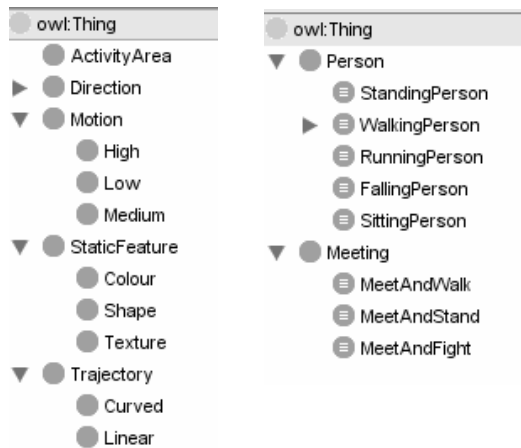 owl:Thing
ActivityArea
Direction
Motion
High
Low
Medium
StaticFeature
Colour
Shape
Texture
Trajectory
Curved
Linear
owl:Thing
Person
StandingPerson
WalkingPerson
RunningPerson
FallingPerson
SittingPerson
Meeting
MeetAndWalk
MeetAndStand
MeetAndFight